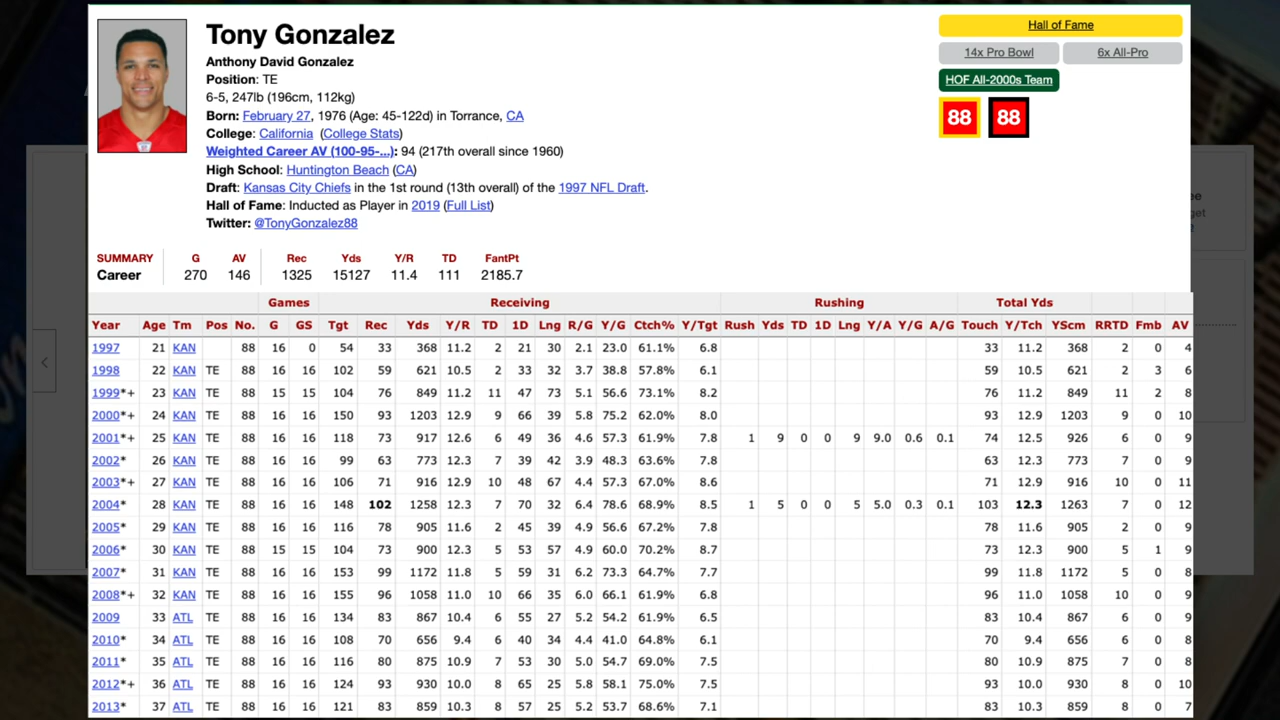 Tony Gonzalez
Anthony David Gonzalez
Position: TE
6-5, 247lb (196cm, 112kg)
Born: February 27, 1976 (Age: 45-122d) in Torrance, CA
College: California (College Stats)
Weighted Career AV (100-95-...): 94 (217th overall since 1960)
High School: Huntington Beach (CA)
Draft: Kansas City Chiefs in the 1st round (13th overall) of the 1997 NFL Draft.
Hall of Fame: Inducted as Player in 2019 (Full List)
Twitter: @TonyGonzalez88
Hall of Fame
14x Pro Bowl 6x All-Pro
HOF All-2000s Team
88 88
SUMMARY G AV Rec Yds Y/R TD FantPt
Career 270 146 1325 15127 11.4 111 2185.7
Games Receiving Rushing Total Yds
Year Age Tm Pos No. G GS Tgt Rec Yds Y/R TD 1D Lng R/G Y/G Ctch% Y/Tgt Rush Yds TD 1D Lng Y/A Y/G A/G Touch Y/Tch YScm RRTD Fmb AV
1997 21 KAN 88 16 0 54 33 368 11.2 2 21 30 2.1 23.0 61.1% 6.8 33 11.2 368 2 0 4
1998 22 KAN TE 88 16 16 102 59 621 10.5 2 33 32 3.7 38.8 57.8% 6.1 59 10.5 621 2 3 6
1999*+ 23 KAN TE 88 15 15 104 76 849 11.2 11 47 73 5.1 56.6 73.1% 8.2 76 11.2 849 11 2 8
2000*+ 24 KAN TE 88 16 16 150 93 1203 12.9 9 66 39 5.8 75.2 62.0% 8.0 93 12.9 1203 9 0 10
2001*+ 25 KAN TE 88 16 16 118 73 917 12.6 6 49 36 4.6 57.3 61.9% 7.8 1 9 0 0 9 9.0 0.6 0.1 74 12.5 926 6 0 9
2002* 26 KAN TE 88 16 16 99 63 773 12.3 7 39 42 3.9 48.3 63.6% 7.8 63 12.3 773 7 0 9
2003*+ 27 KAN TE 88 16 16 106 71 916 12.9 10 48 67 4.4 57.3 67.0% 8.6 71 12.9 916 10 0 11
2004* 28 KAN TE 88 16 16 148 102 1258 12.3 7 70 32 6.4 78.6 68.9% 8.5 1 5 0 0 5 5.0 0.3 0.1 103 12.3 1263 7 0 12
2005* 29 KAN TE 88 16 16 116 78 905 11.6 2 45 39 4.9 56.6 67.2% 7.8 78 11.6 905 2 0 9
2006* 30 KAN TE 88 15 15 104 73 900 12.3 5 53 57 4.9 60.0 70.2% 8.7 73 12.3 900 5 1 9
2007* 31 KAN TE 88 16 16 153 99 1172 11.8 5 59 31 6.2 73.3 64.7% 7.7 99 11.8 1172 5 0 8
2008*+ 32 KAN TE 88 16 16 155 96 1058 11.0 10 66 35 6.0 66.1 61.9% 6.8 96 11.0 1058 10 0 9
2009 33 ATL TE 88 16 16 134 83 867 10.4 6 55 27 5.2 54.2 61.9% 6.5 83 10.4 867 6 0 9
2010* 34 ATL TE 88 16 16 108 70 656 9.4 6 40 34 4.4 41.0 64.8% 6.1 70 9.4 656 6 0 8
2011* 35 ATL TE 88 16 16 116 80 875 10.9 7 53 30 5.0 54.7 69.0% 7.5 80 10.9 875 7 0 8
2012*+ 36 ATL TE 88 16 16 124 93 930 10.0 8 65 25 5.8 58.1 75.0% 7.5 93 10.0 930 8 0 10
2013* 37 ATL TE 88 16 16 121 83 859 10.3 8 57 25 5.2 53.7 68.6% 7.1 83 10.3 859 8 0 7